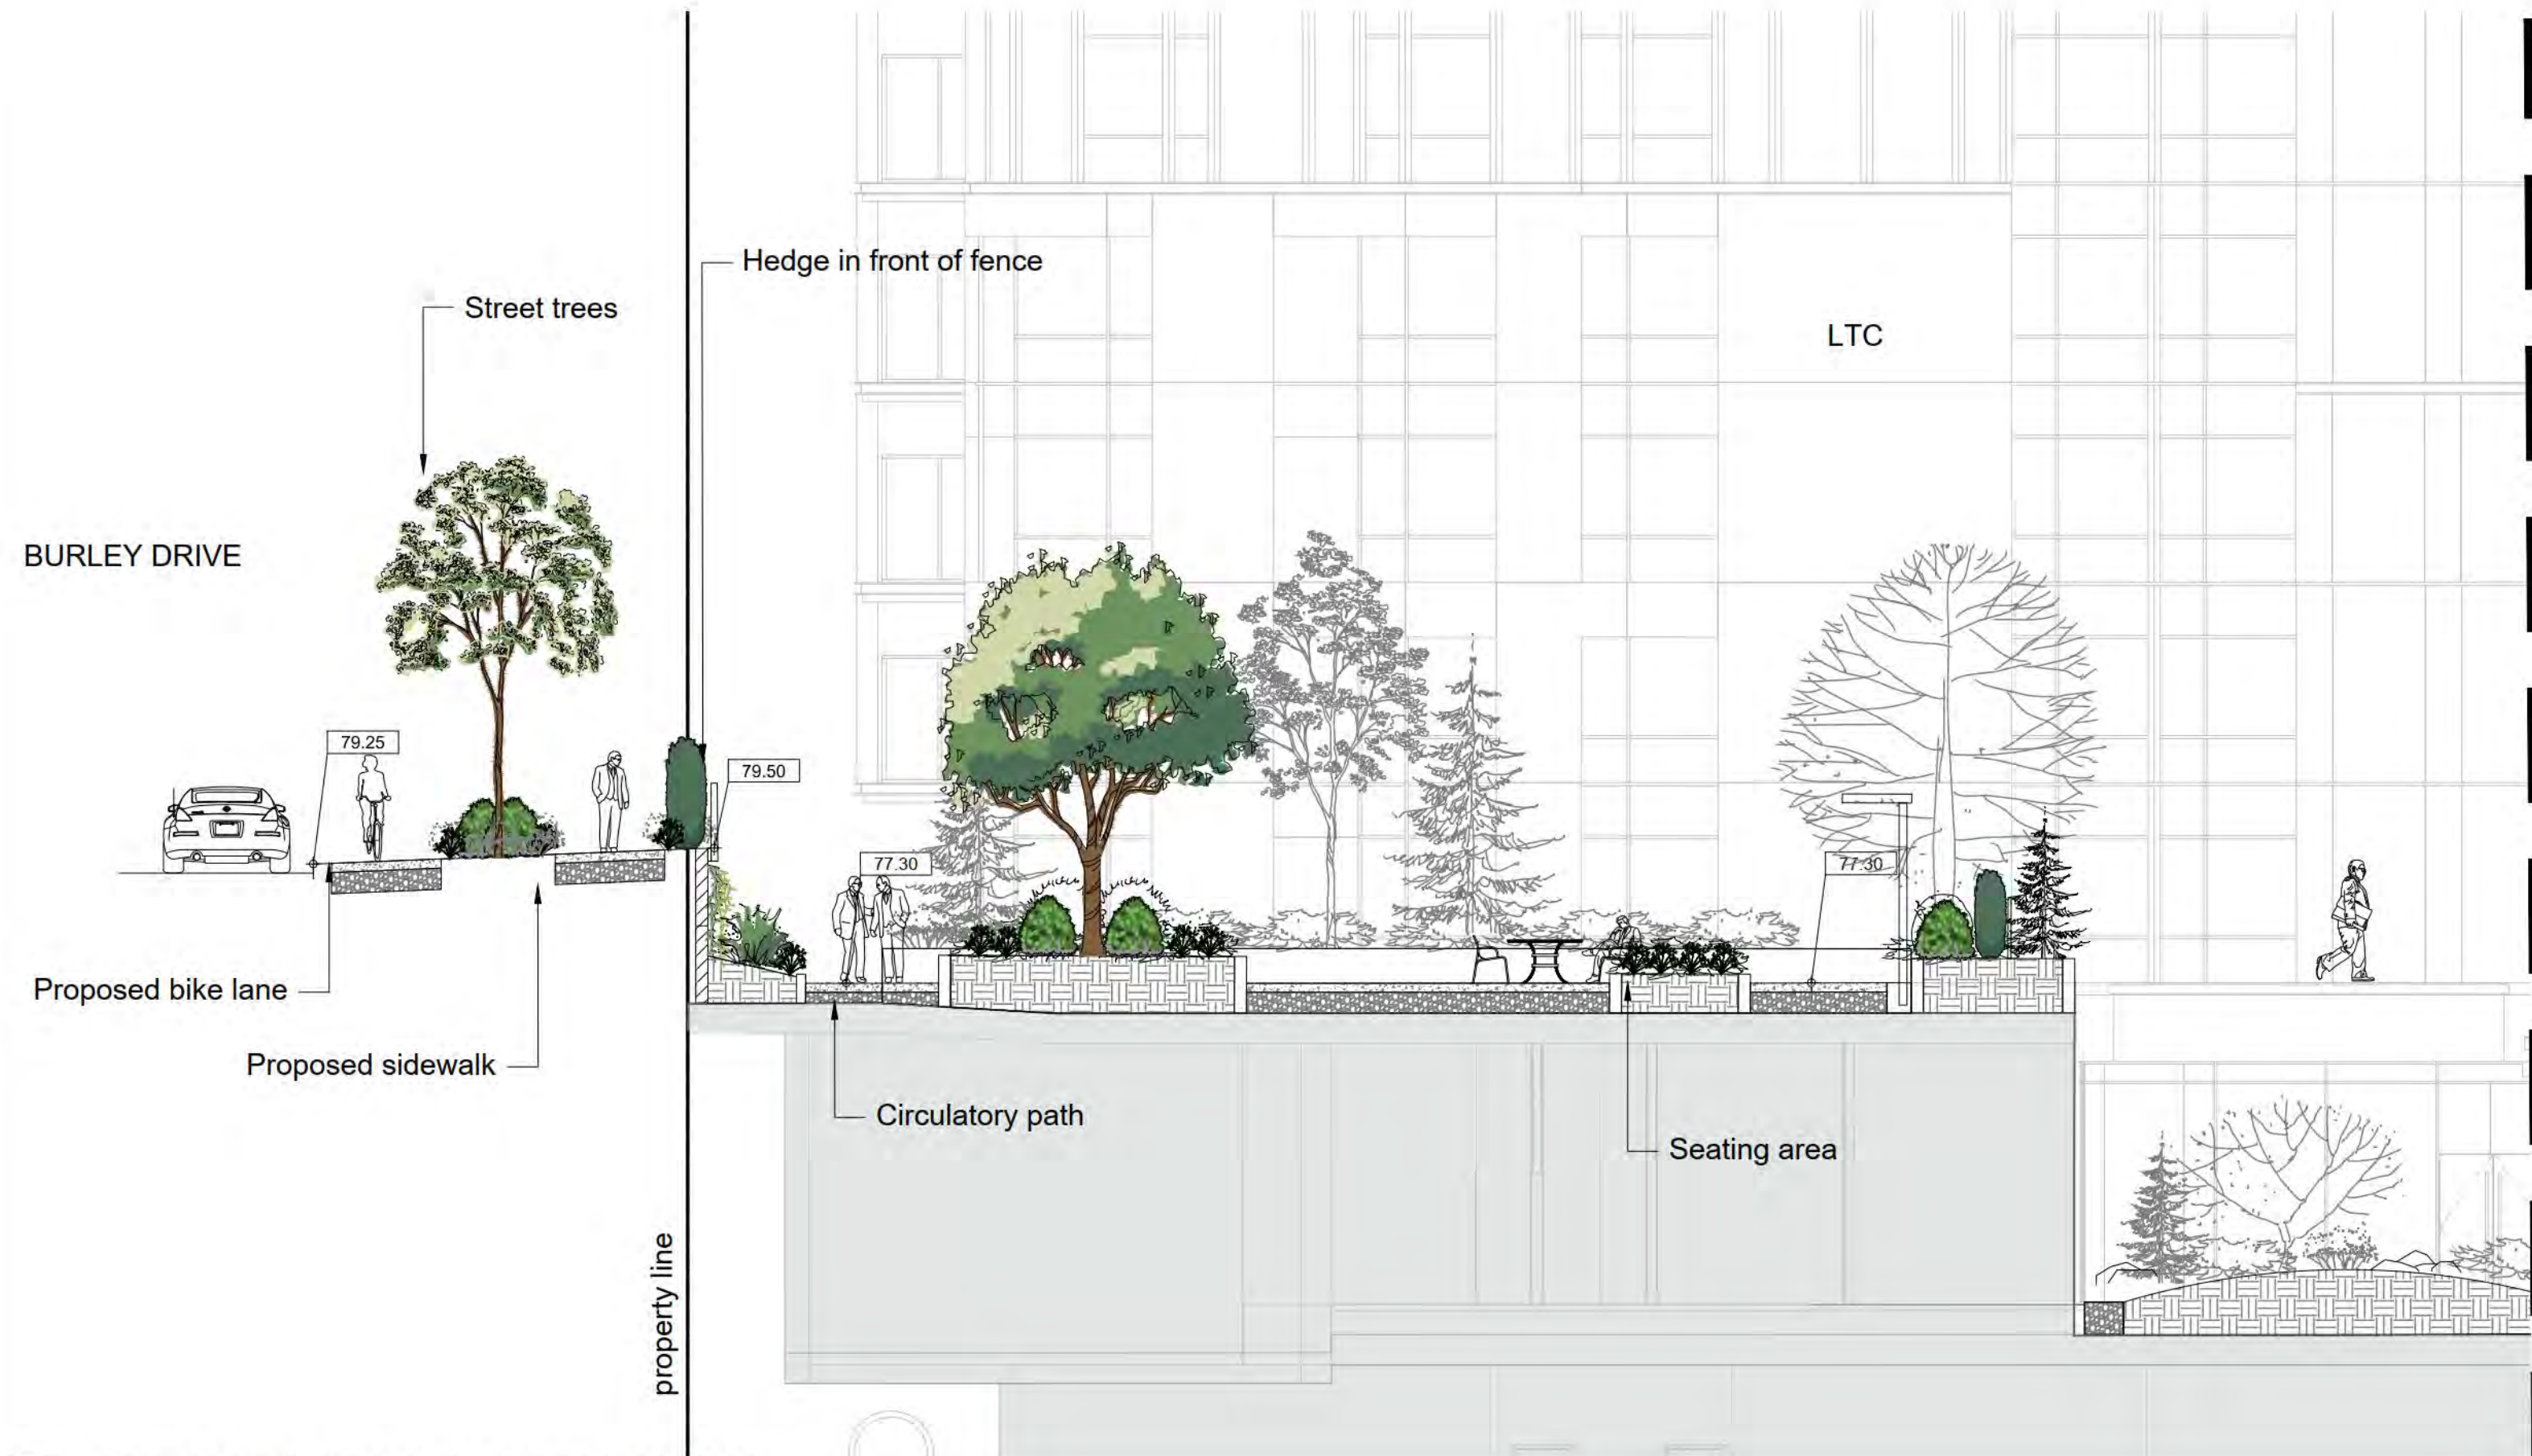 Hedge in front of fence
Street trees
LTC
BURLEY DRIVE
79.25
79.50
77.30
77.30
Proposed bike lane
Proposed sidewalk
Circulatory path
Seating area
property line